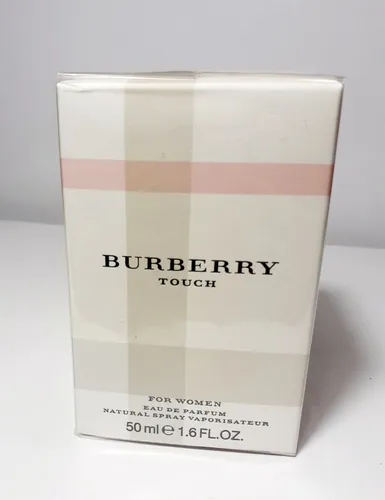 BURBERRY
TOUCH
FOR WOMEN
EAU DE PARFUM
NATURAL SPRAY VAPORISATEUR
50 ml ℮ 1.6 FL.OZ.